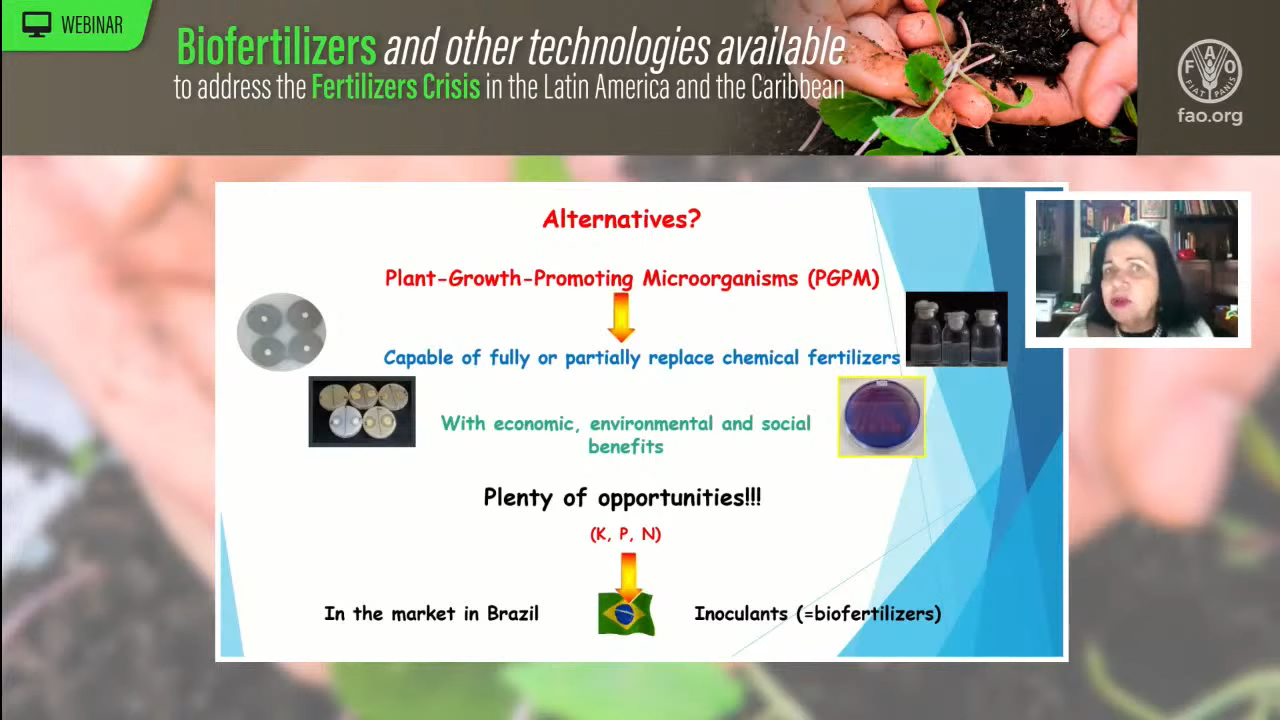 WEBINAR
Biofertilizers and other technologies available
to address the Fertilizers Crisis in the Latin America and the Caribbean
F A O
FIAT PANIS
fao.org
Alternatives?
Plant-Growth-Promoting Microorganisms (PGPM)
Capable of fully or partially replace chemical fertilizers
With economic, environmental and social
benefits
Plenty of opportunities!!!
(K, P, N)
In the market in Brazil
Inoculants (=biofertilizers)